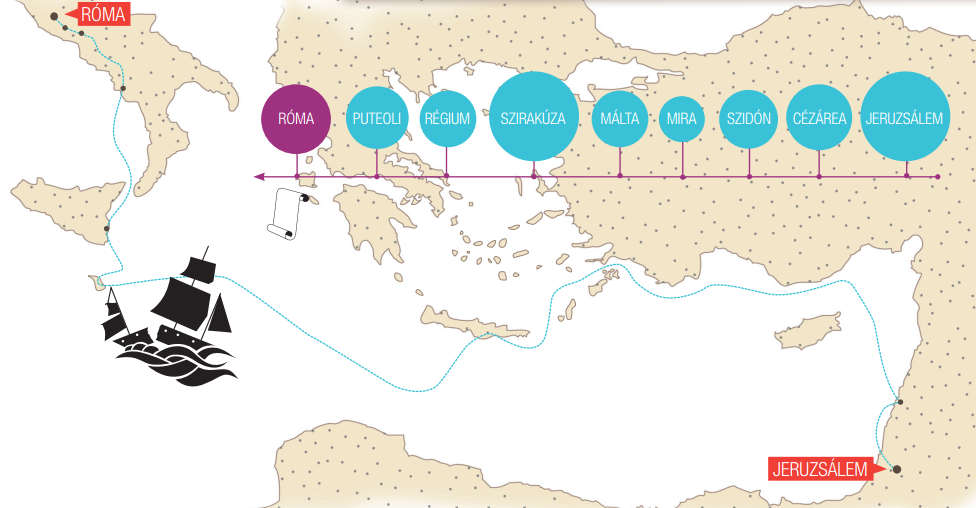 RÓMA
RÓMA
PUTEOLI
RÉGIUM
SZIRAKÚZA
MÁLTA
MIRA
SZIDÓN
CÉZÁREA
JERUZSÁLEM
JERUZSÁLEM